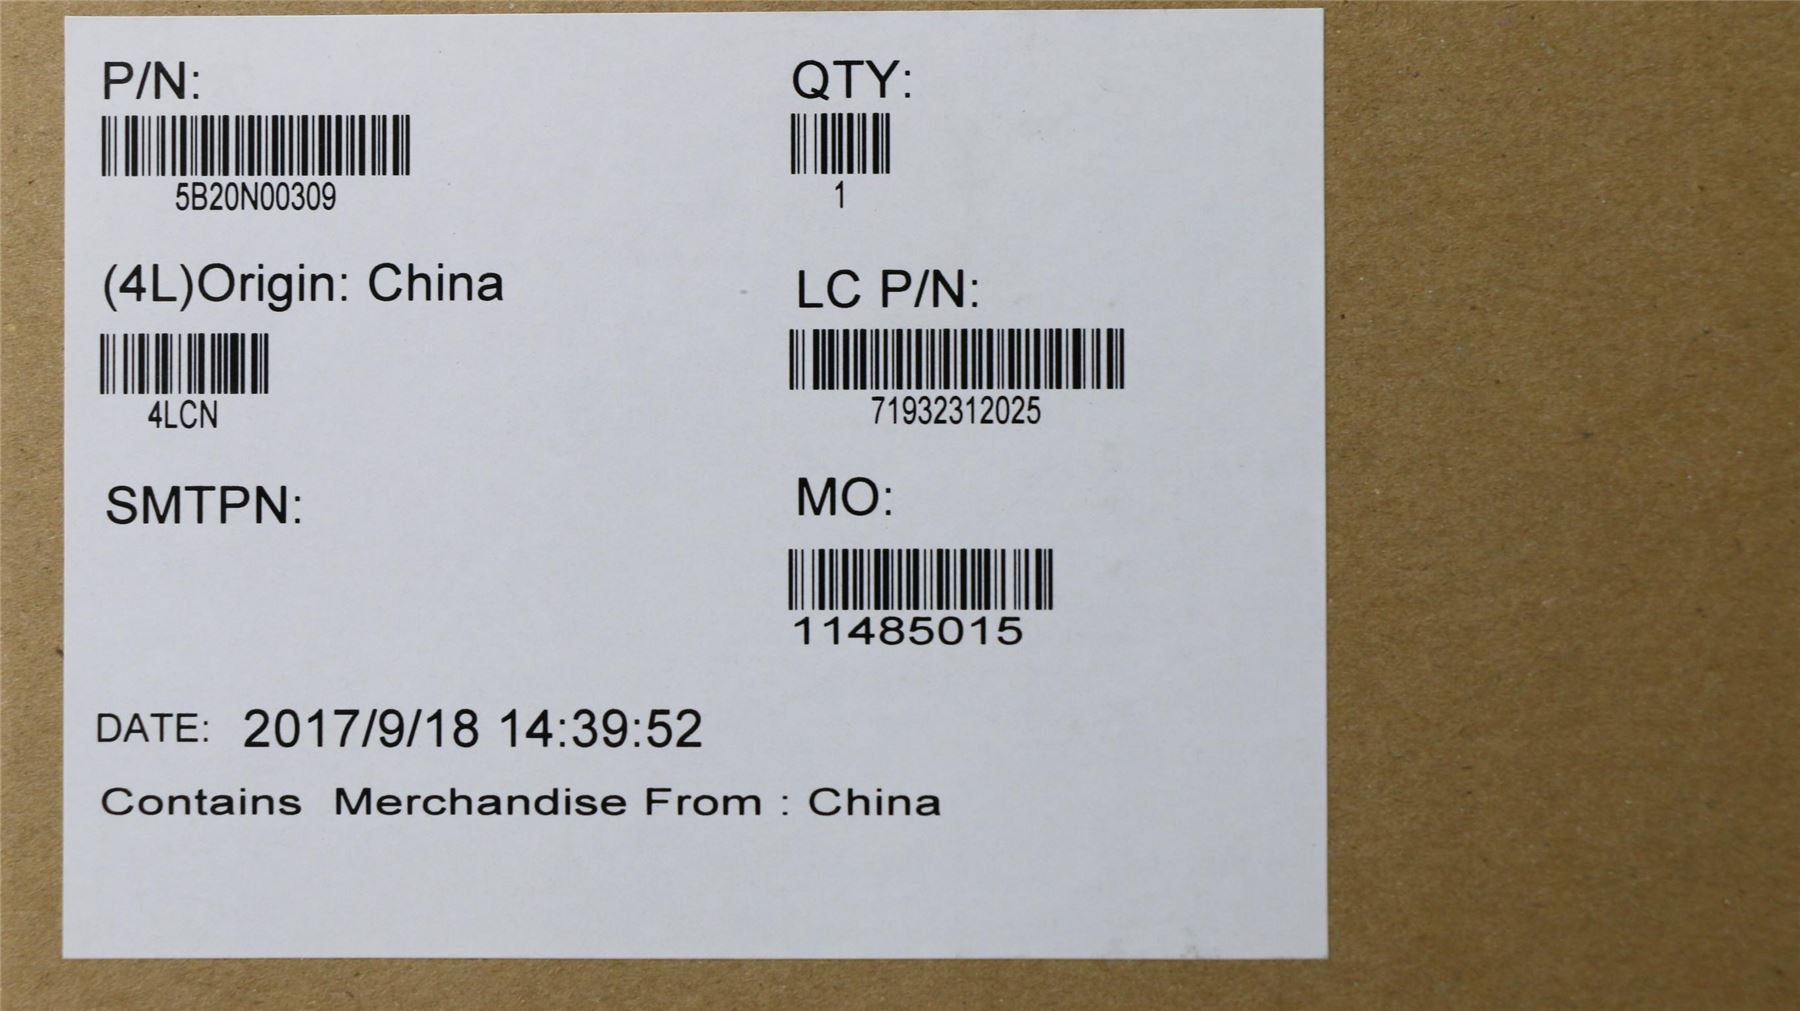 P/N:
5B20N00309
QTY:
1
(4L)Origin: China
4LCN
LC P/N:
71932312025
SMTPN:
MO:
11485015
DATE: 2017/9/18 14:39:52
Contains Merchandise From : China